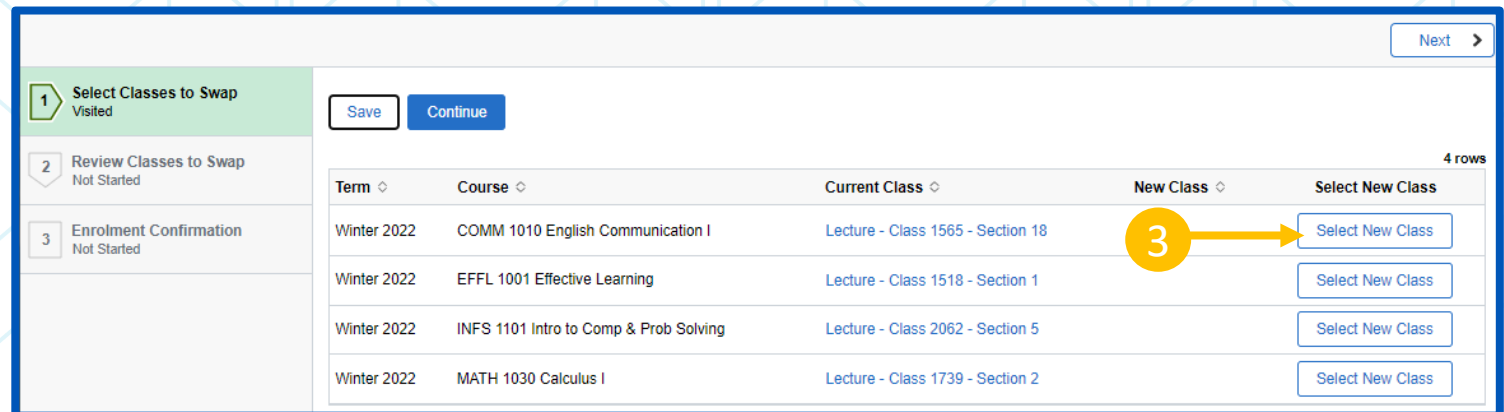 Next
1 Select Classes to Swap
Visited
2 Review Classes to Swap
Not Started
3 Enrolment Confirmation
Not Started
Save Continue
4 rows
Term Course Current Class New Class Select New Class
Winter 2022 COMM 1010 English Communication I Lecture - Class 1565 - Section 18 3 Select New Class
Winter 2022 EFFL 1001 Effective Learning Lecture - Class 1518 - Section 1 Select New Class
Winter 2022 INFS 1101 Intro to Comp & Prob Solving Lecture - Class 2062 - Section 5 Select New Class
Winter 2022 MATH 1030 Calculus I Lecture - Class 1739 - Section 2 Select New Class